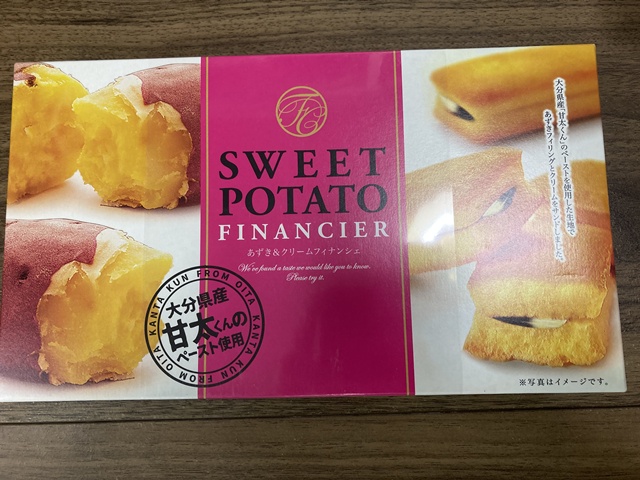 FC
SWEET
POTATO
FINANCIER
あずき&クリームフィナンシェ
We've found a taste we would like you to know.
Please try it.
KANTA KUN FROM OITA KANTA KUN FROM OITA
大分県産
甘太くんの
ペースト使用
大分県産「甘太くん」のペーストを使用した生地で
あずきフィリングとクリームをサンドしました。
※写真はイメージです。